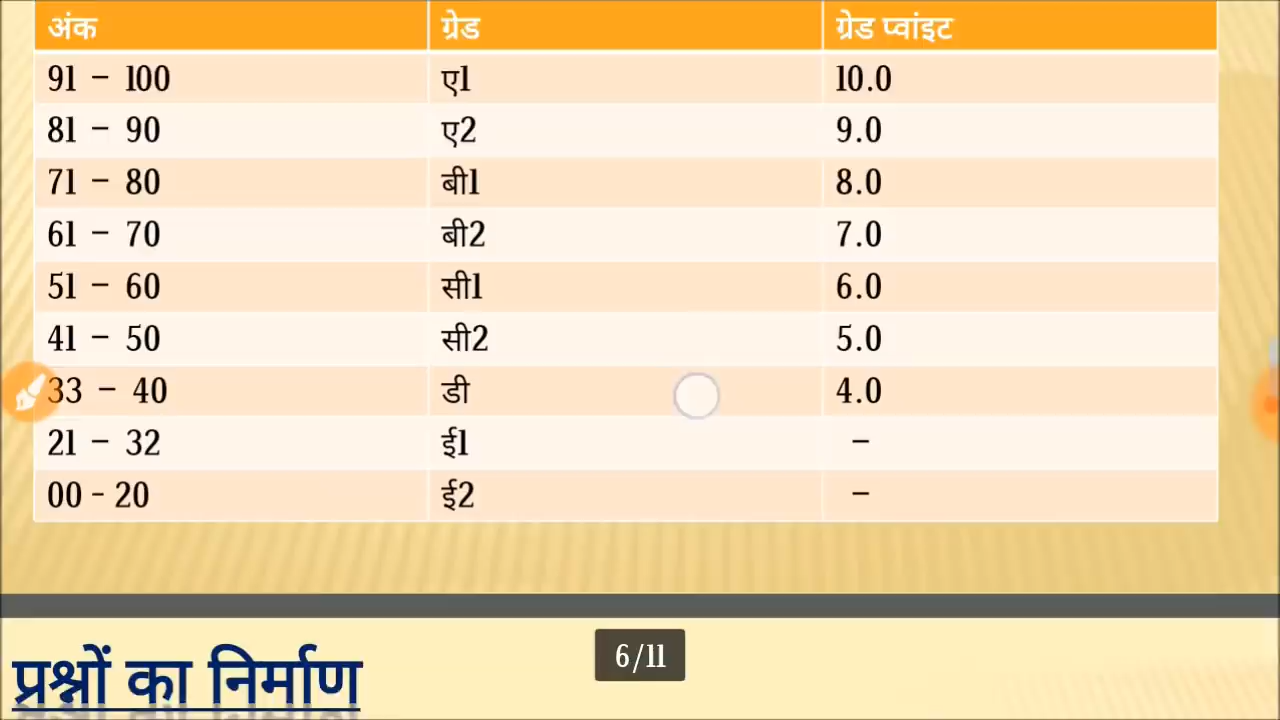 अंक ग्रेड ग्रेड प्वांइट
91 – 100 ए1 10.0
81 – 90 ए2 9.0
71 – 80 बी1 8.0
61 – 70 बी2 7.0
51 – 60 सी1 6.0
41 – 50 सी2 5.0
33 – 40 डी 4.0
21 – 32 ई1 –
00 - 20 ई2 –
6/11
प्रश्नों का निर्माण